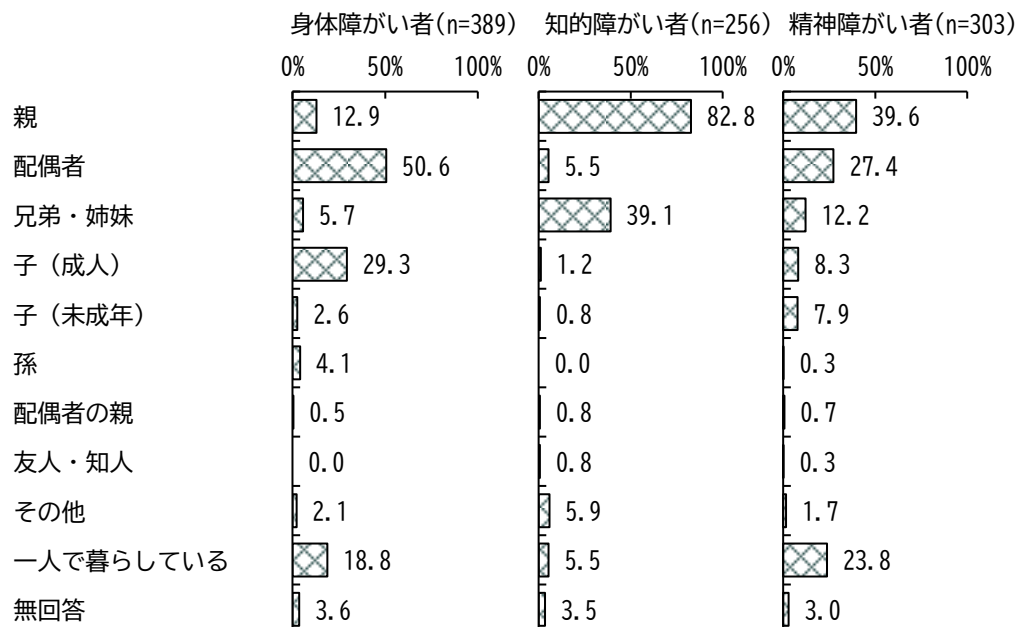 身体障がい者(n=389) 知的障がい者(n=256) 精神障がい者(n=303)
0% 50% 100% 0% 50% 100% 0% 50% 100%
親 12.9 82.8 39.6
配偶者 50.6 5.5 27.4
兄弟・姉妹 5.7 39.1 12.2
子（成人） 29.3 1.2 8.3
子（未成年） 2.6 0.8 7.9
孫 4.1 0.0 0.3
配偶者の親 0.5 0.8 0.7
友人・知人 0.0 0.8 0.3
その他 2.1 5.9 1.7
一人で暮らしている 18.8 5.5 23.8
無回答 3.6 3.5 3.0